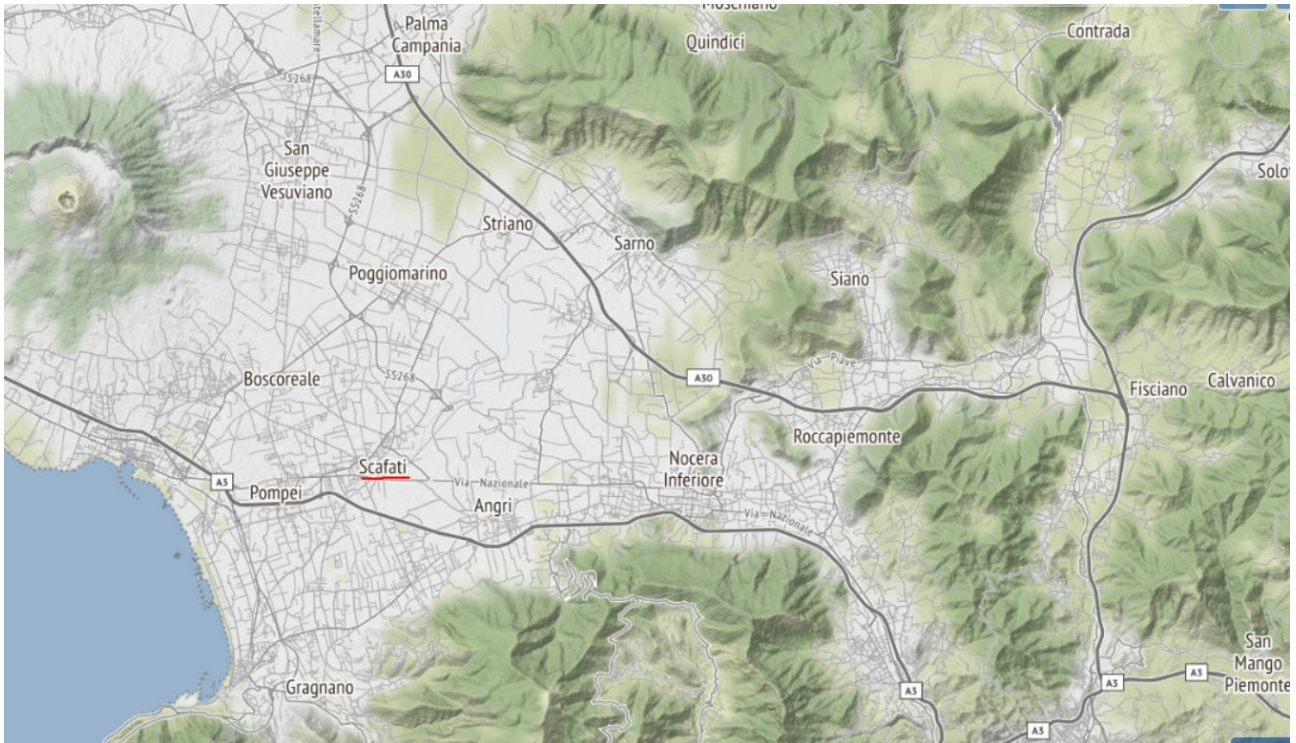 Moschiano
Contrada
Palma
Campania
Quindici
A30
SS268
San
Giuseppe
Vesuviano
Solo
SS268
Striano
Sarno
Siano
Poggiomarino
Via Piave
Boscoreale
SS268
A30
Fisciano
Calvanico
Roccapiemonte
Scafati
Nocera
Inferiore
A3
Pompei
Via Nazionale
Angri
Via Nazionale
San
Mango
Piemonte
Gragnano
A3
A3
A3
A3